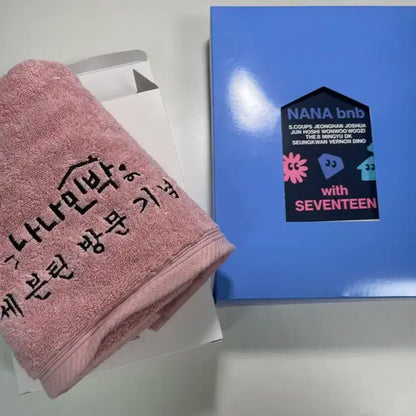 나나민박
세븐틴 방문 기념
NANA bnb
S.COUPS JEONGHAN JOSHUA
JUN HOSHI WONWOO WOOZI
THE 8 MINGYU DK
SEUNGKWAN VERNON DINO
with
SEVENTEEN